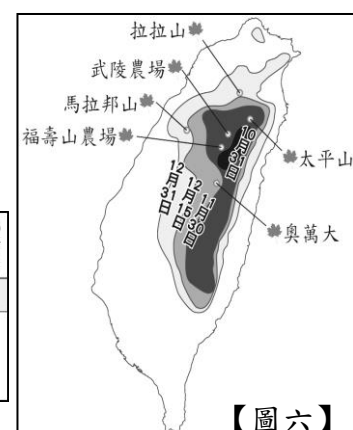 拉拉山
武陵農場
馬拉邦山
福壽山農場
太平山
奧萬大
10月31日
11月30日
12月15日
12月31日
【圖六】